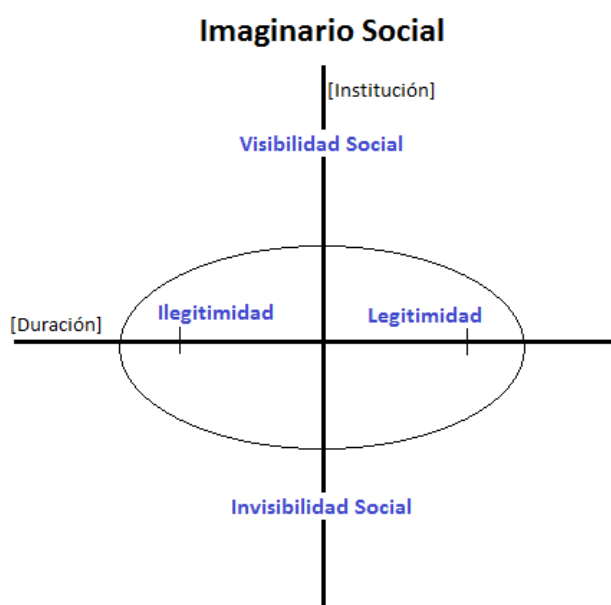 Imaginario Social
[Institución]
Visibilidad Social
[Duración]
Ilegitimidad
Legitimidad
Invisibilidad Social